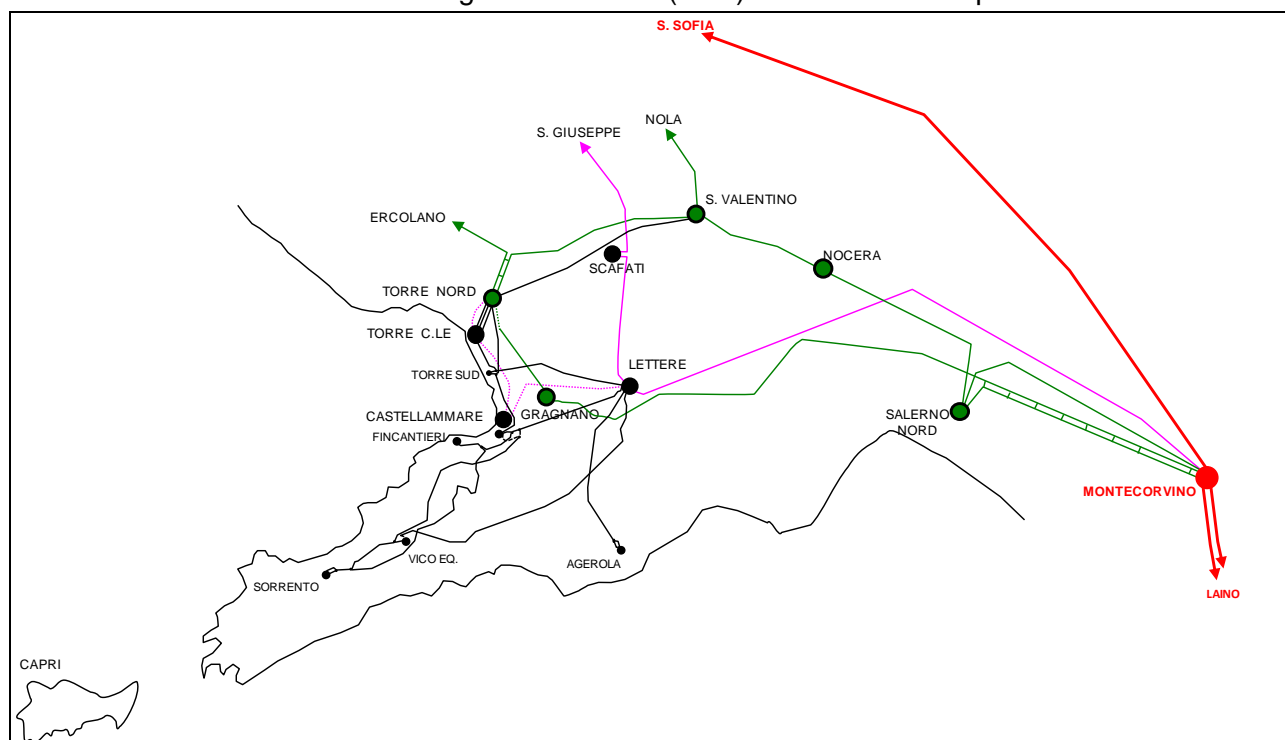 S. SOFIA
NOLA
S. GIUSEPPE
S. VALENTINO
ERCOLANO
NOCERA
SCAFATI
TORRE NORD
TORRE C.LE
LETTERE
TORRE SUD
CASTELLAMMARE
GRAGNANO
SALERNO
NORD
FINCANTIERI
MONTECORVINO
VICO EQ.
AGEROLA
SORRENTO
LAINO
CAPRI